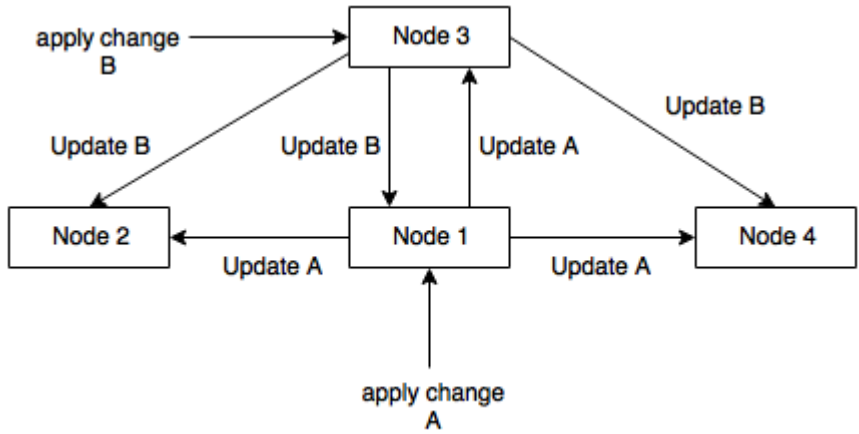 Node 3
apply change
B
Update B
Update B
Update B
Update A
Node 2
Node 1
Node 4
Update A
Update A
apply change
A